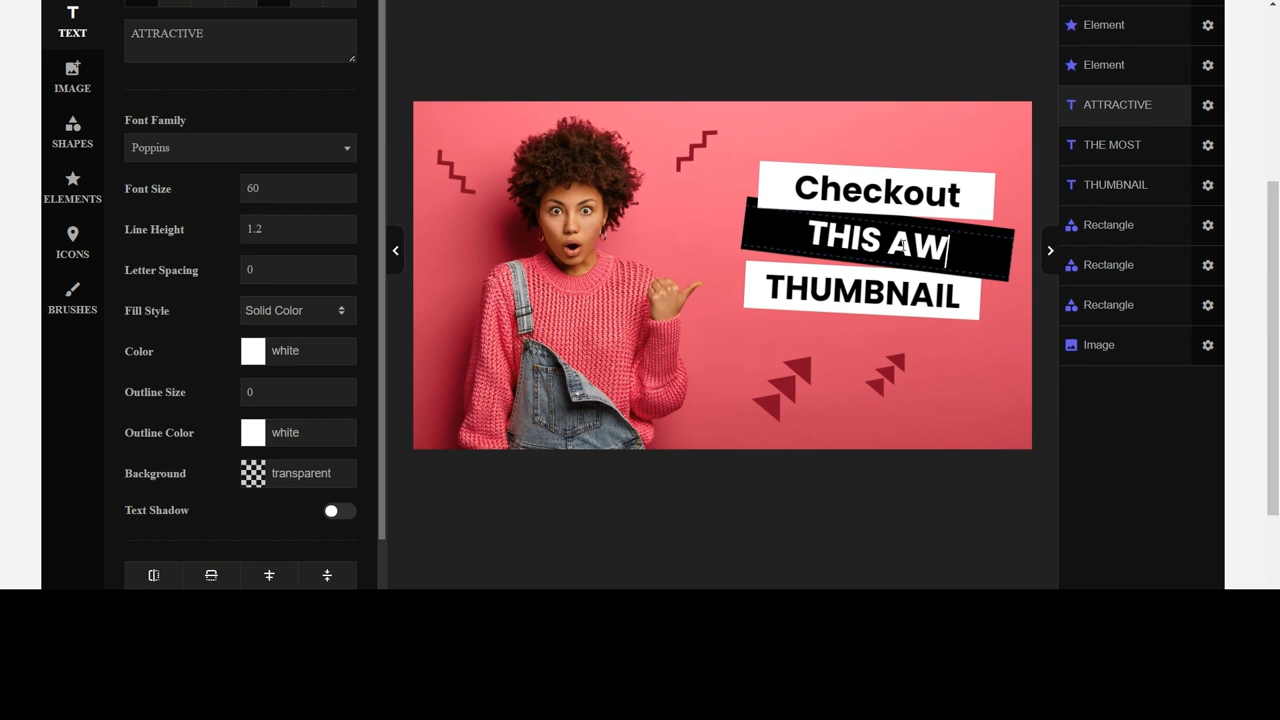 TEXT
IMAGE
SHAPES
ELEMENTS
ICONS
BRUSHES
ATTRACTIVE
Font Family
Poppins
Font Size 60
Line Height 1.2
Letter Spacing 0
Fill Style Solid Color
Color white
Outline Size 0
Outline Color white
Background transparent
Text Shadow
Checkout
THIS AW
THUMBNAIL
Element
Element
ATTRACTIVE
THE MOST
THUMBNAIL
Rectangle
Rectangle
Rectangle
Image